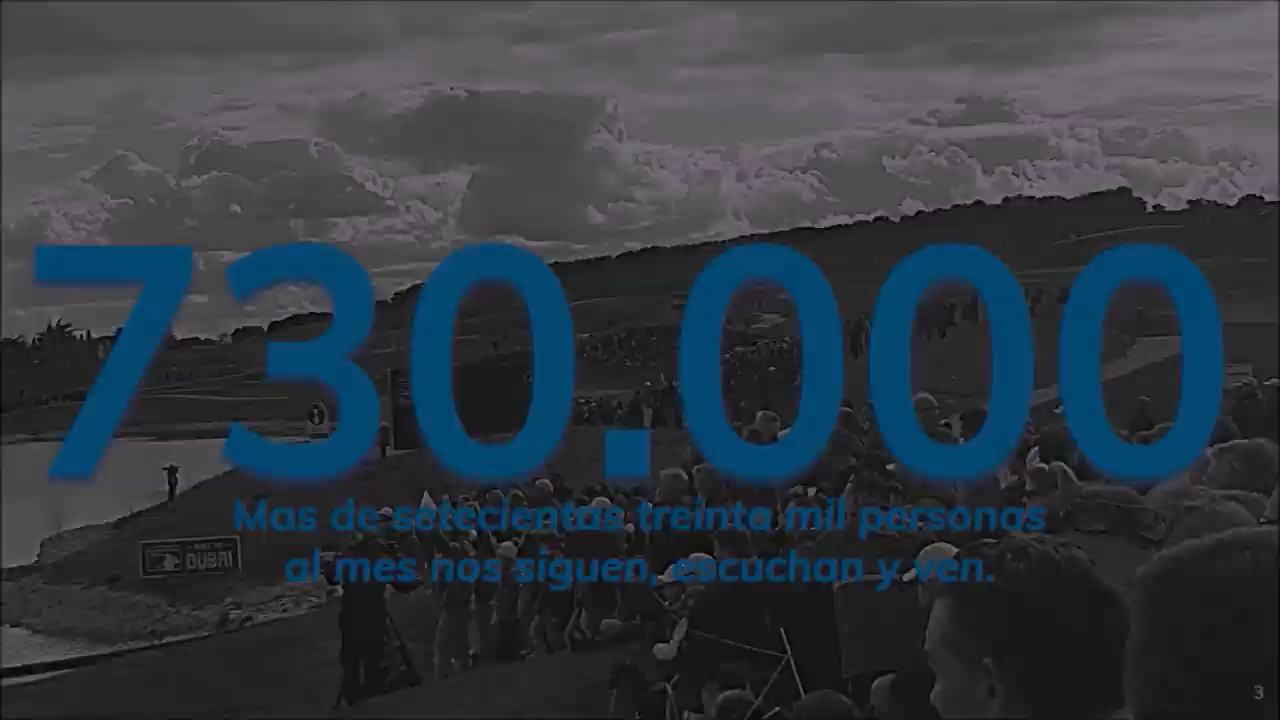 730.000
Mas de setecientas treinta mil personas
al mes nos siguen, escuchan y ven.
DUBAI
3